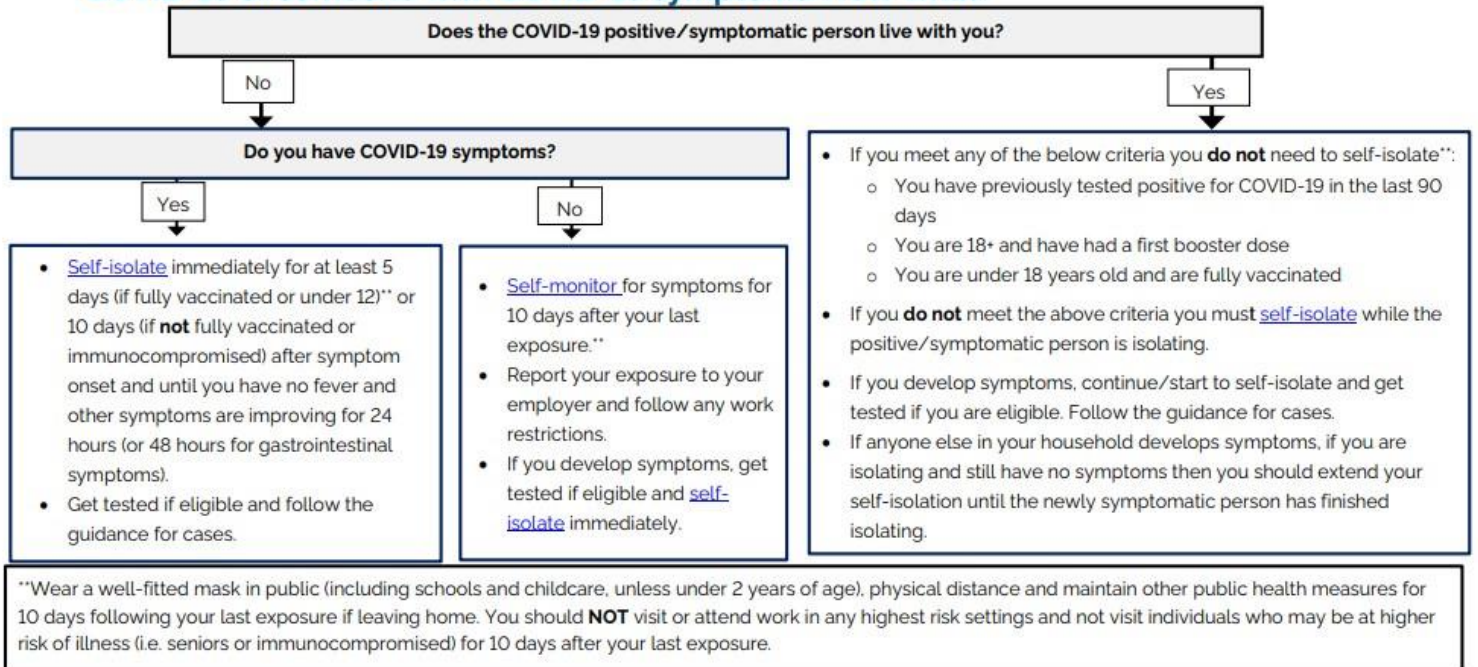 Does the COVID-19 positive/symptomatic person live with you?
No
Yes
Do you have COVID-19 symptoms?
Yes
No
• Self-isolate immediately for at least 5
days (if fully vaccinated or under 12)** or
10 days (if not fully vaccinated or
immunocompromised) after symptom
onset and until you have no fever and
other symptoms are improving for 24
hours (or 48 hours for gastrointestinal
symptoms).
• Get tested if eligible and follow the
guidance for cases.
• Self-monitor for symptoms for
10 days after your last
exposure.**
• Report your exposure to your
employer and follow any work
restrictions.
• If you develop symptoms, get
tested if eligible and self-
isolate immediately.
• If you meet any of the below criteria you do not need to self-isolate**:
o You have previously tested positive for COVID-19 in the last 90
days
o You are 18+ and have had a first booster dose
o You are under 18 years old and are fully vaccinated
• If you do not meet the above criteria you must self-isolate while the
positive/symptomatic person is isolating.
• If you develop symptoms, continue/start to self-isolate and get
tested if you are eligible. Follow the guidance for cases.
• If anyone else in your household develops symptoms, if you are
isolating and still have no symptoms then you should extend your
self-isolation until the newly symptomatic person has finished
isolating.
**Wear a well-fitted mask in public (including schools and childcare, unless under 2 years of age), physical distance and maintain other public health measures for
10 days following your last exposure if leaving home. You should NOT visit or attend work in any highest risk settings and not visit individuals who may be at higher
risk of illness (i.e. seniors or immunocompromised) for 10 days after your last exposure.